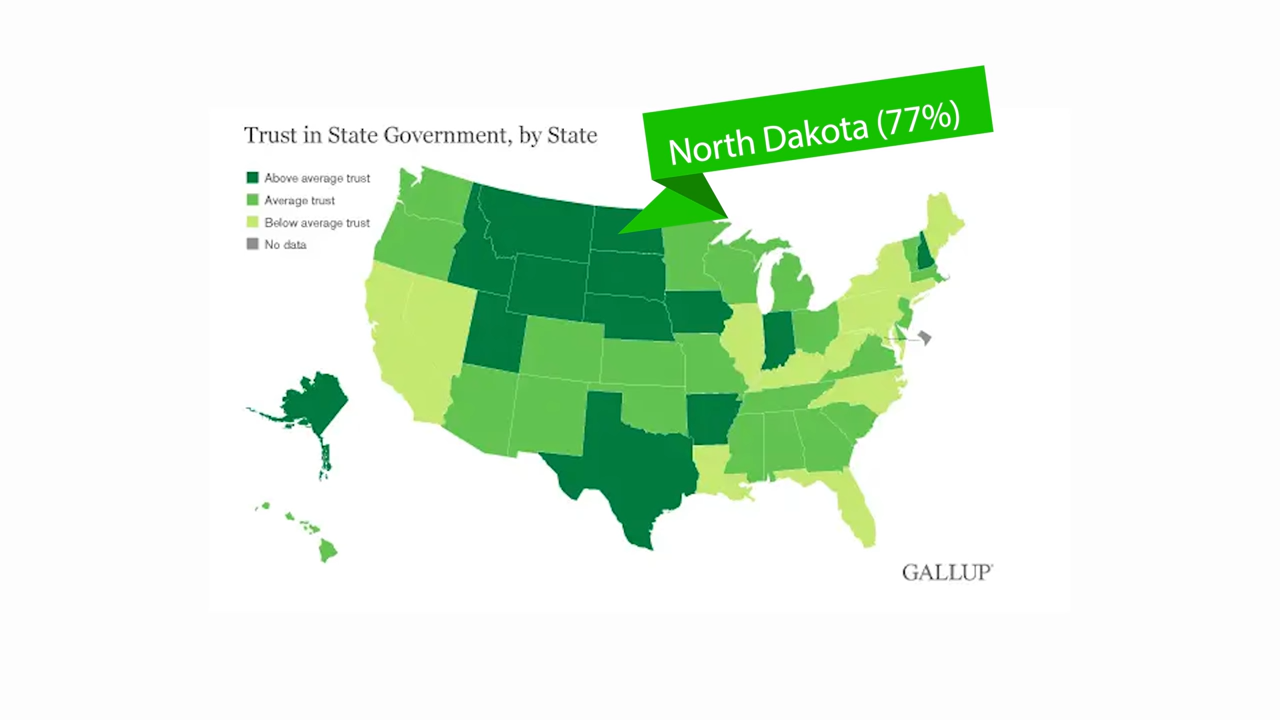 North Dakota (77%)
Trust in State Government, by State
Above average trust
Average trust
Below average trust
No data
GALLUP®